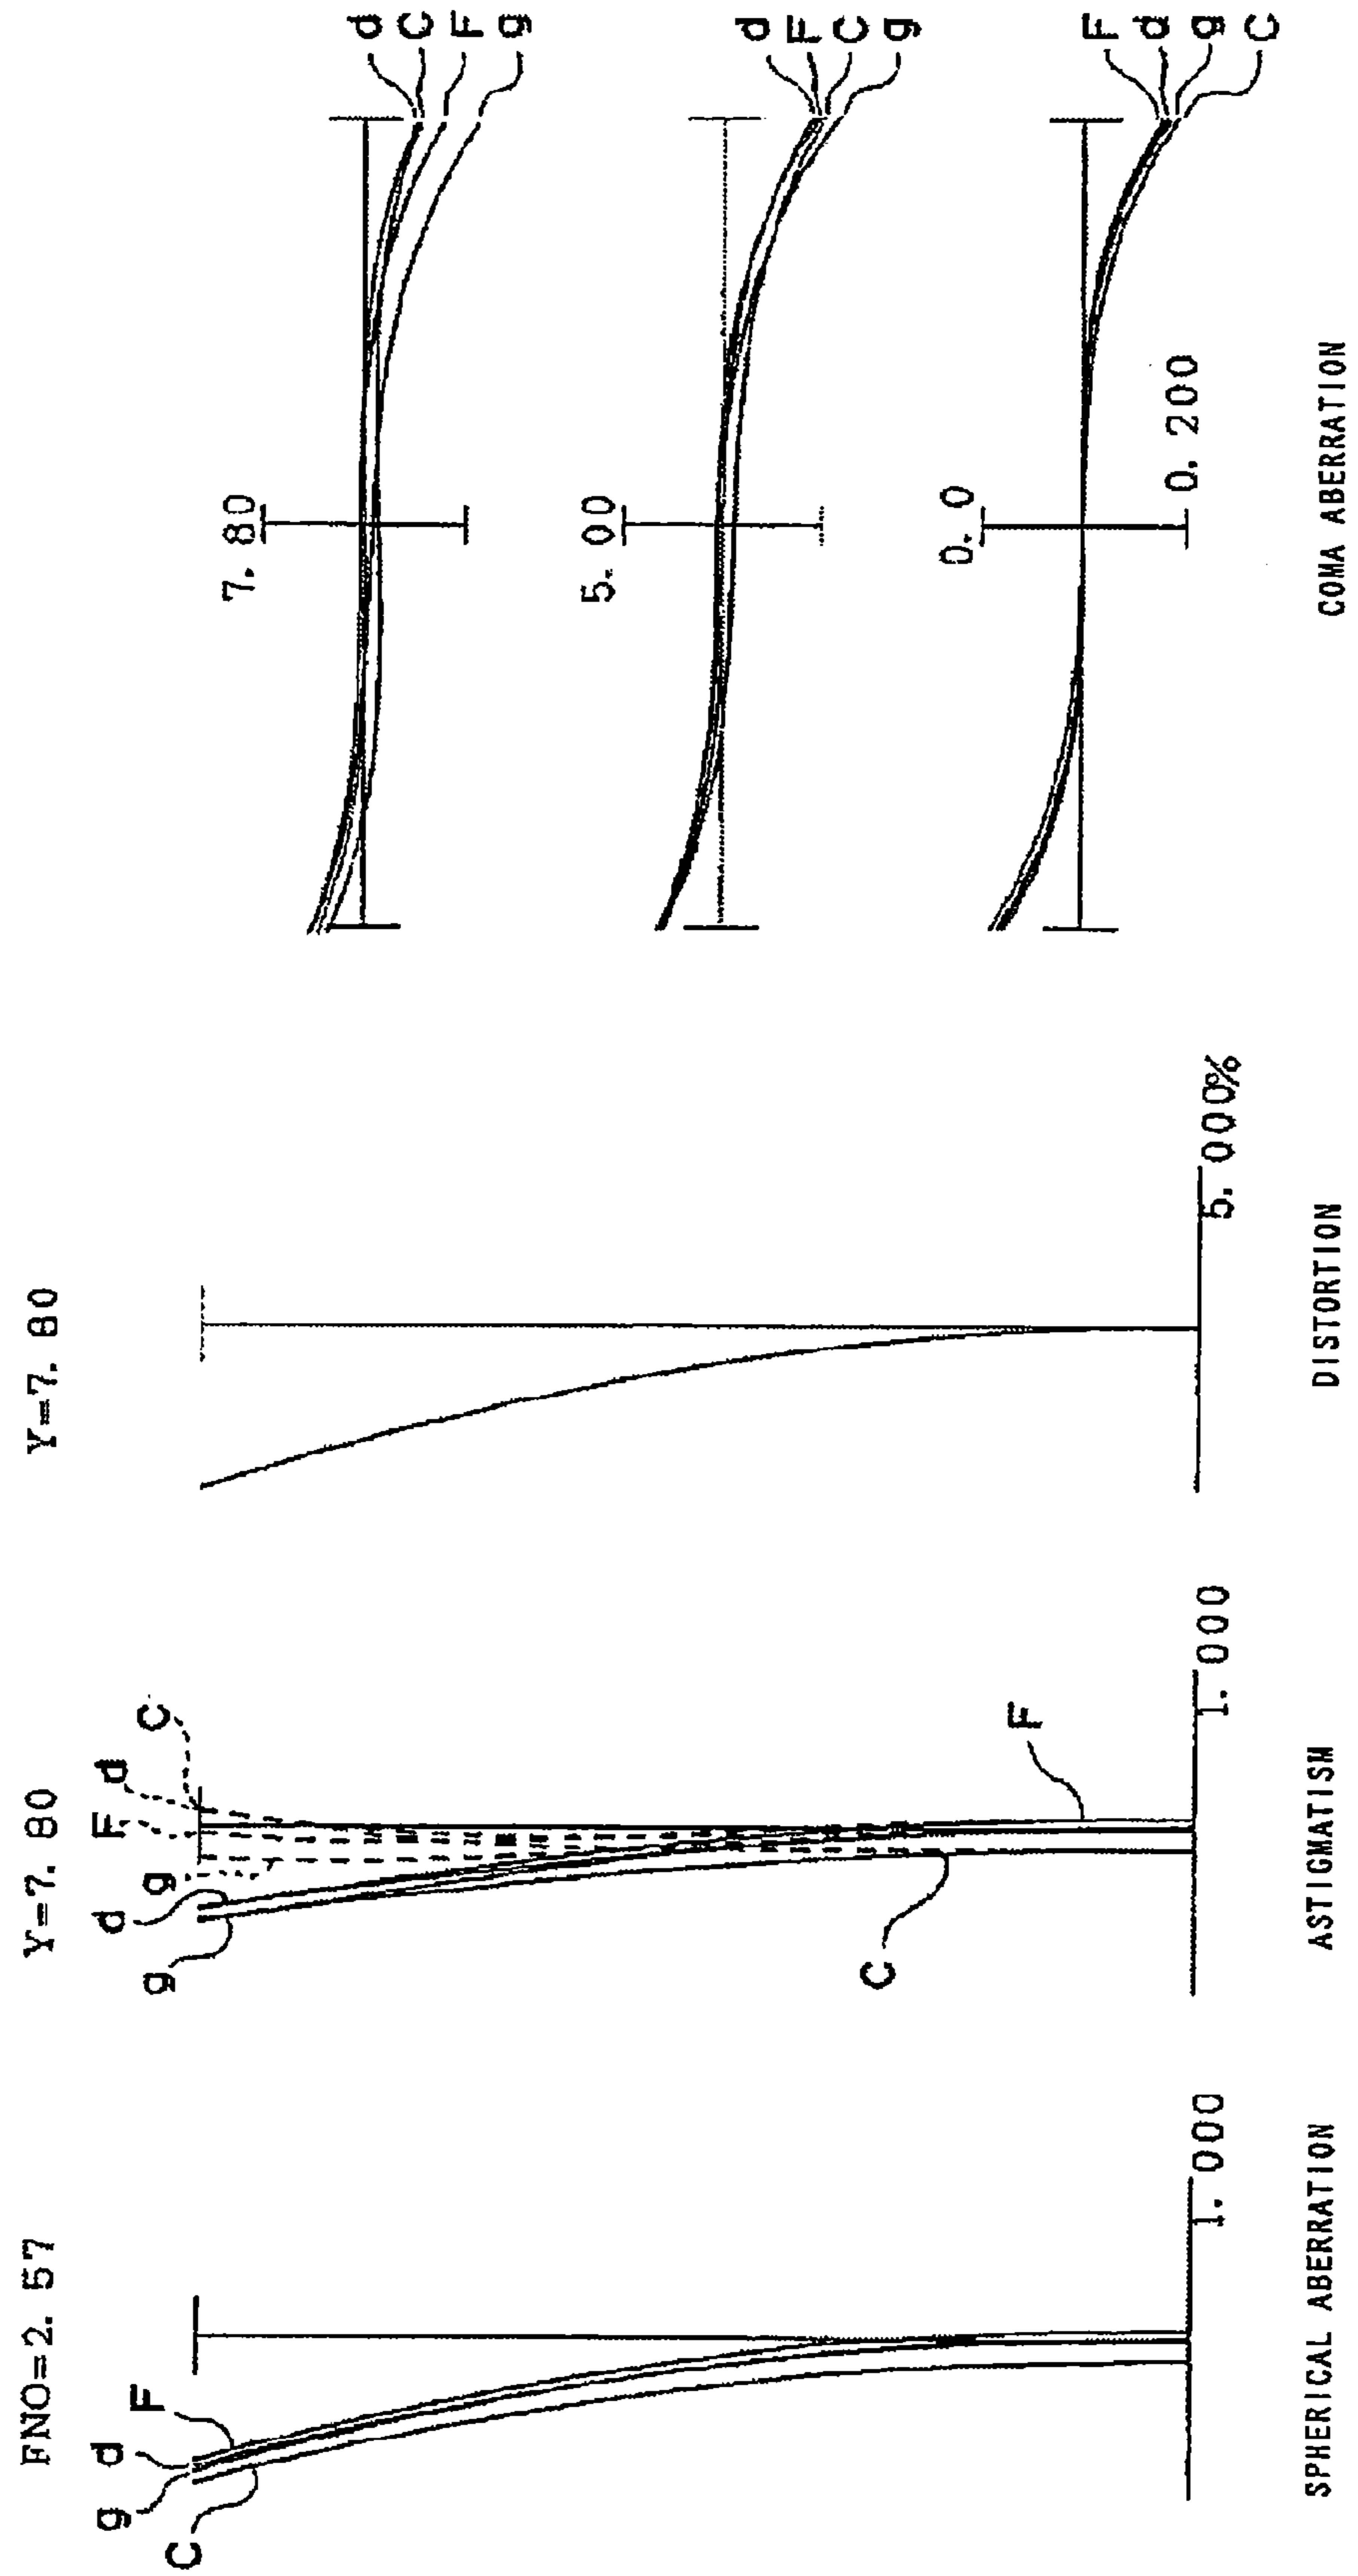 FNO=2. 57
F
d
g
C
1. 000
SPHERICAL ABERRATION
Y=7. 80
C
d
F
g
d
g
F
C
1. 000
ASTIGMATISM
Y=7. 80
5. 000%
DISTORTION
7. 80
d
C
F
g
5. 00
d
F
C
g
0. 0
F
d
g
C
0. 200
COMA ABERRATION